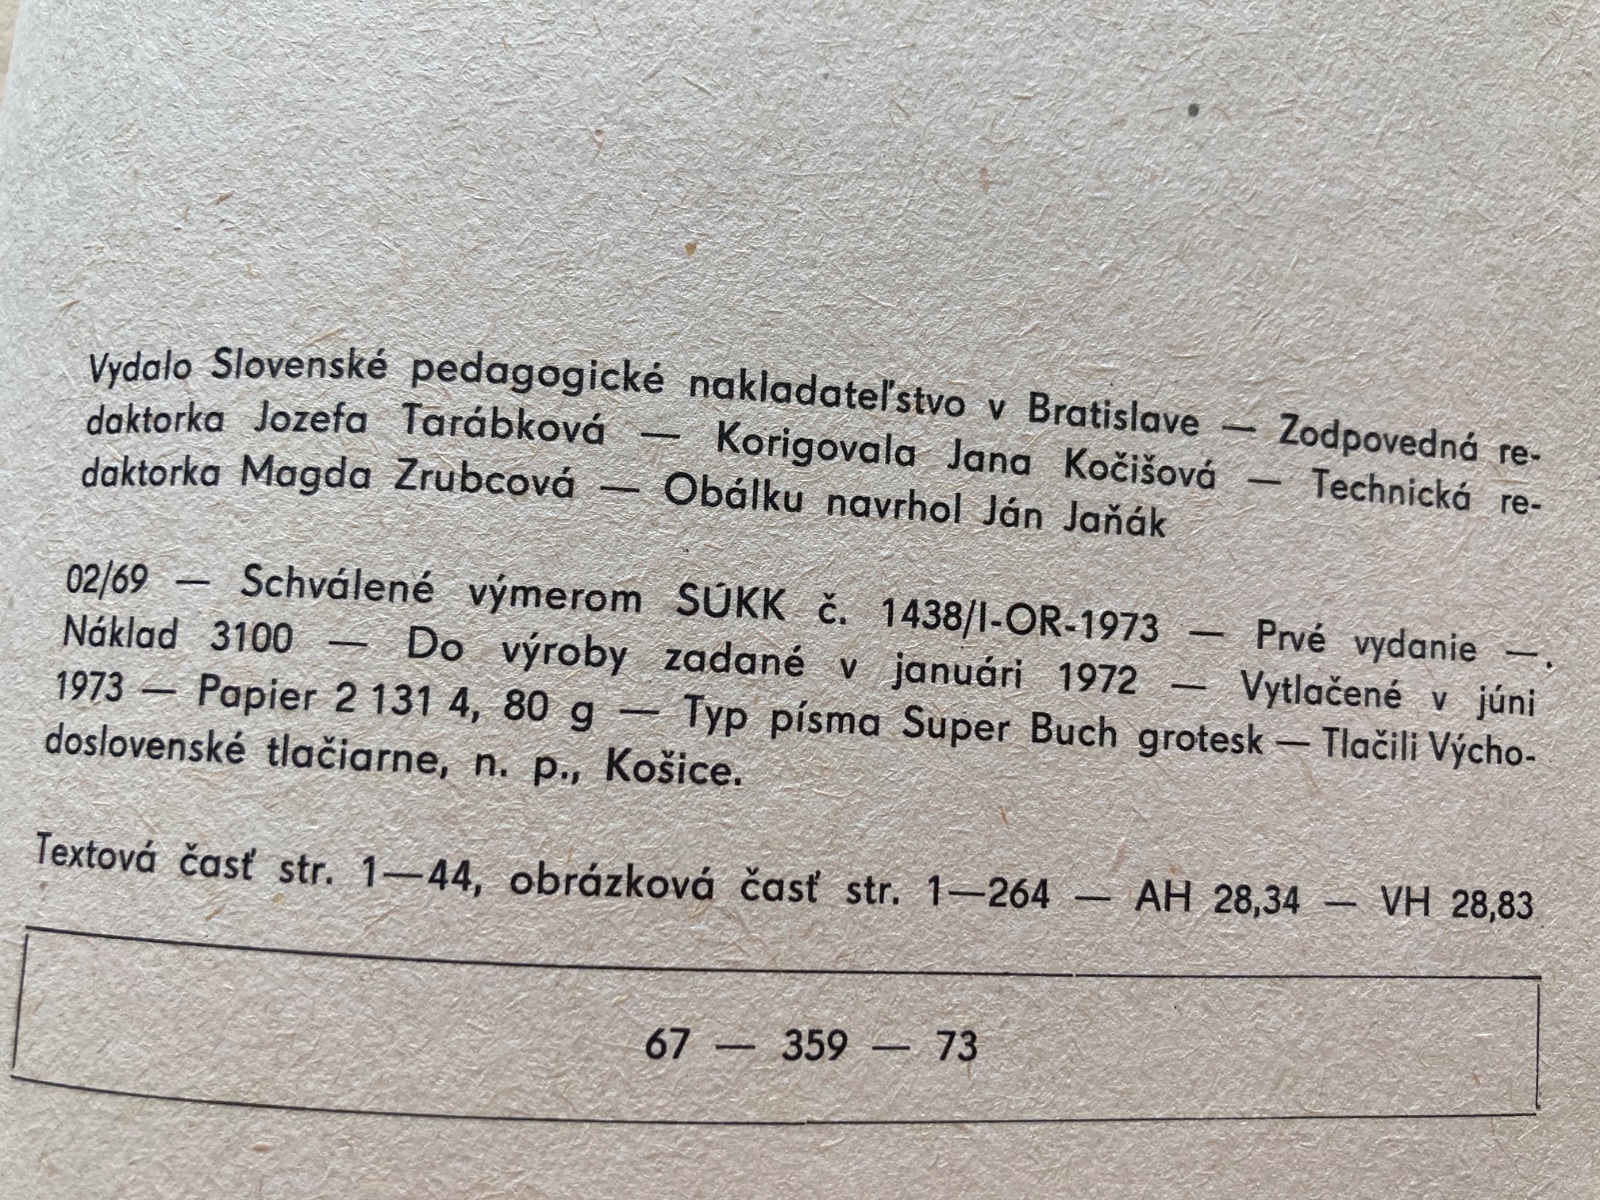 Vydalo Slovenské pedagogické nakladateľstvo v Bratislave — Zodpovedná re-
daktorka Jozefa Tarábková — Korigovala Jana Kočišová — Technická re-
daktorka Magda Zrubcová — Obálku navrhol Ján Jaňák
02/69 — Schválené výmerom SÚKK č. 1438/I-OR-1973 — Prvé vydanie —.
Náklad 3100 — Do výroby zadané v januári 1972 — Vytlačené v júni
1973 — Papier 2 131 4, 80 g — Typ písma Super Buch grotesk — Tlačili Výcho-
doslovenské tlačiarne, n. p., Košice.
Textová časť str. 1—44, obrázková časť str. 1—264 — AH 28,34 — VH 28,83
67 — 359 — 73